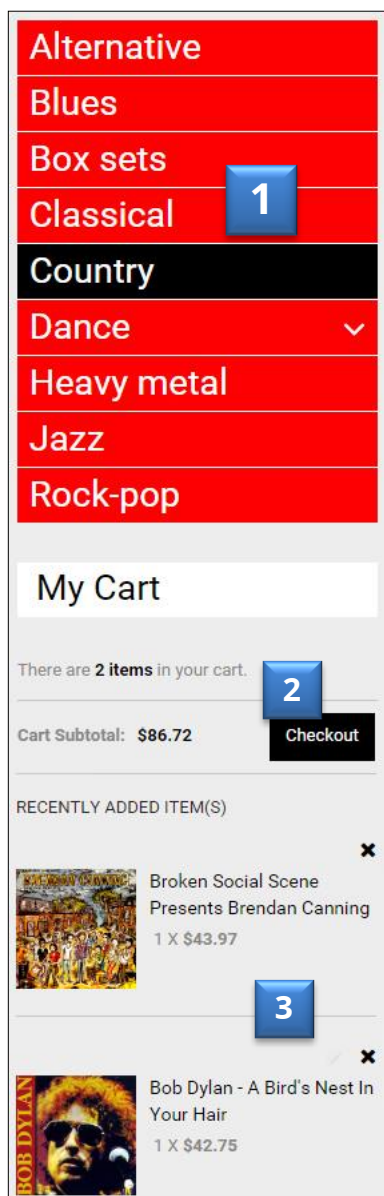 Alternative
Blues
Box sets
1
Classical
Country
Dance
Heavy metal
Jazz
Rock-pop
My Cart
There are 2 items in your cart.
2
Cart Subtotal: $86.72 Checkout
RECENTLY ADDED ITEM(S)
Broken Social Scene
Presents Brendan Canning
1 X $43.97
3
BOB DYLAN
Bob Dylan - A Bird's Nest In
Your Hair
1 X $42.75